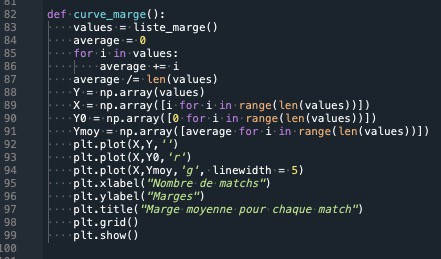 81
82 def curve_marge():
83     values = liste_marge()
84     average = 0
85     for i in values:
86         average += i
87     average /= len(values)
88     Y = np.array(values)
89     X = np.array([i for i in range(len(values))])
90     Y0 = np.array([0 for i in range(len(values))])
91     Ymoy = np.array([average for i in range(len(values))])
92     plt.plot(X,Y,'')
93     plt.plot(X,Y0,'r')
94     plt.plot(X,Ymoy,'g', linewidth = 5)
95     plt.xlabel("Nombre de matchs")
96     plt.ylabel("Marges")
97     plt.title("Marge moyenne pour chaque match")
98     plt.grid()
99     plt.show()
100